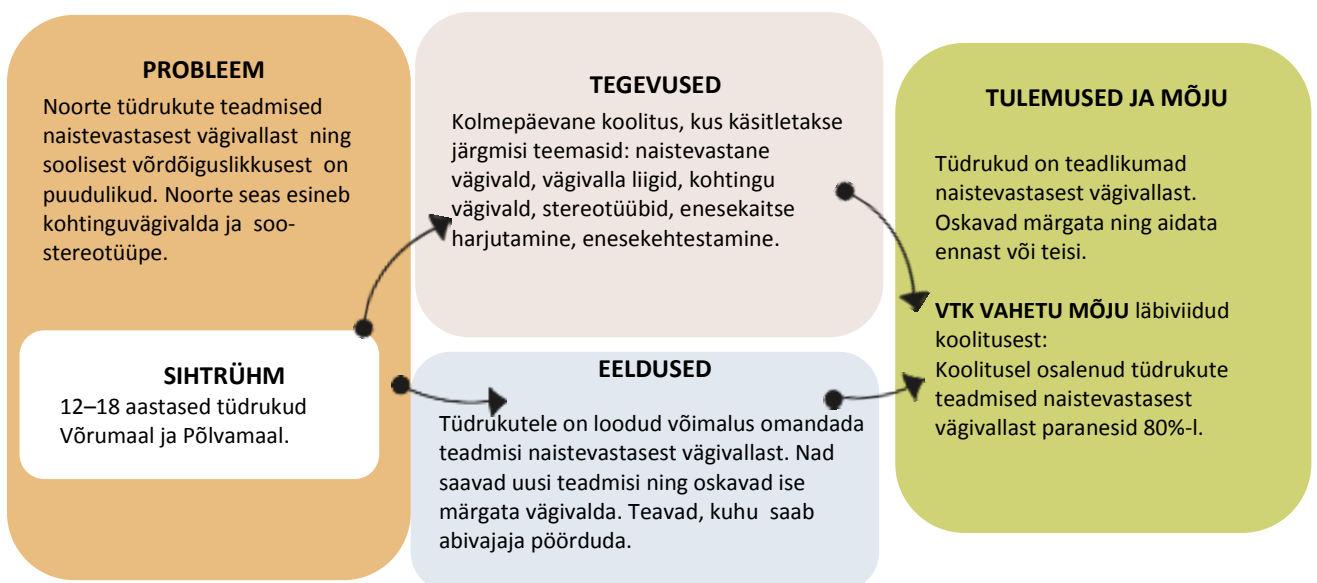 PROBLEEM
Noorte tüdrukute teadmised
naistevastasest vägivallast ning
soolisest võrdõiguslikkusest on
puudulikud. Noorte seas esineb
kohtinguvägivalda ja soo-
stereotüüpe.
SIHTRÜHM
12–18 aastased tüdrukud
Võrumaal ja Põlvamaal.
TEGEVUSED
Kolmepäevane koolitus, kus käsitletakse
järgmisi teemasid: naistevastane
vägivald, vägivalla liigid, kohtingu
vägivald, stereotüübid, enesekaitse
harjutamine, enesekehtestamine.
EELDUSED
Tüdrukutele on loodud võimalus omandada
teadmisi naistevastasest vägivallast. Nad
saavad uusi teadmisi ning oskavad ise
märgata vägivalda. Teavad, kuhu saab
abivajaja pöörduda.
TULEMUSED JA MÕJU
Tüdrukud on teadlikumad
naistevastasest vägivallast.
Oskavad märgata ning aidata
ennast või teisi.
VTK VAHETU MÕJU läbiviidud
koolitusest:
Koolitusel osalenud tüdrukute
teadmised naistevastasest
vägivallast paranesid 80%-l.